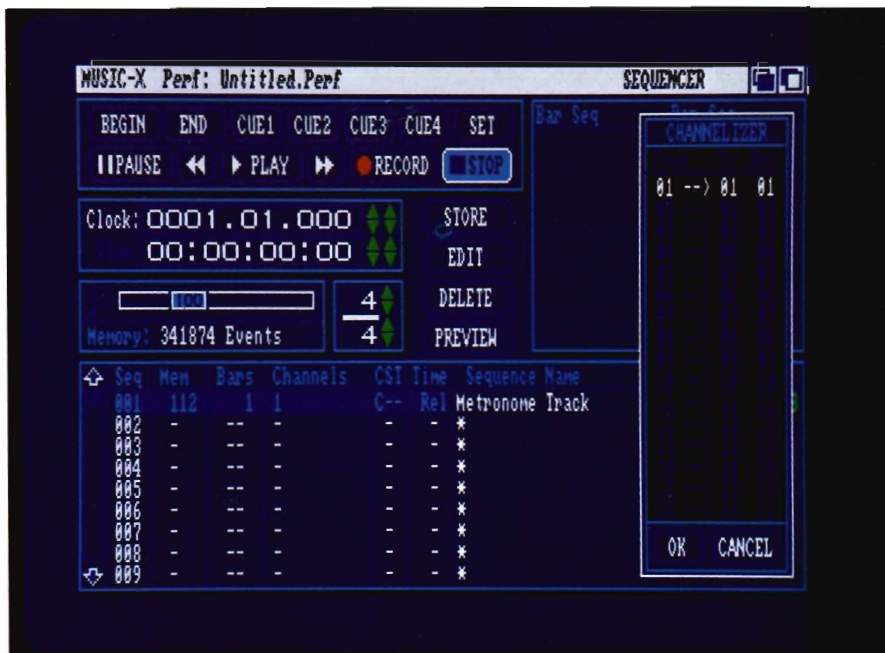 MUSIC-X Perf: Untitled.Perf SEQUENCER
BEGIN END CUE1 CUE2 CUE3 CUE4 SET
PAUSE PLAY RECORD STOP
Bar Seq Bar Seq
CHANNELIZER
01 --> 01 01
Clock: 0001.01.000
00:00:00:00
STORE
EDIT
DELETE
PREVIEW
100
4
4
Memory: 341874 Events
Seq Mem Bars Channels CST Time Sequence Name
001 112 1 1 C-- Rel Metronome Track
002 - -- - - - *
003 - -- - - - *
004 - -- - - - *
005 - -- - - - *
006 - -- - - - *
007 - -- - - - *
008 - -- - - - *
009 - -- - - - *
OK CANCEL